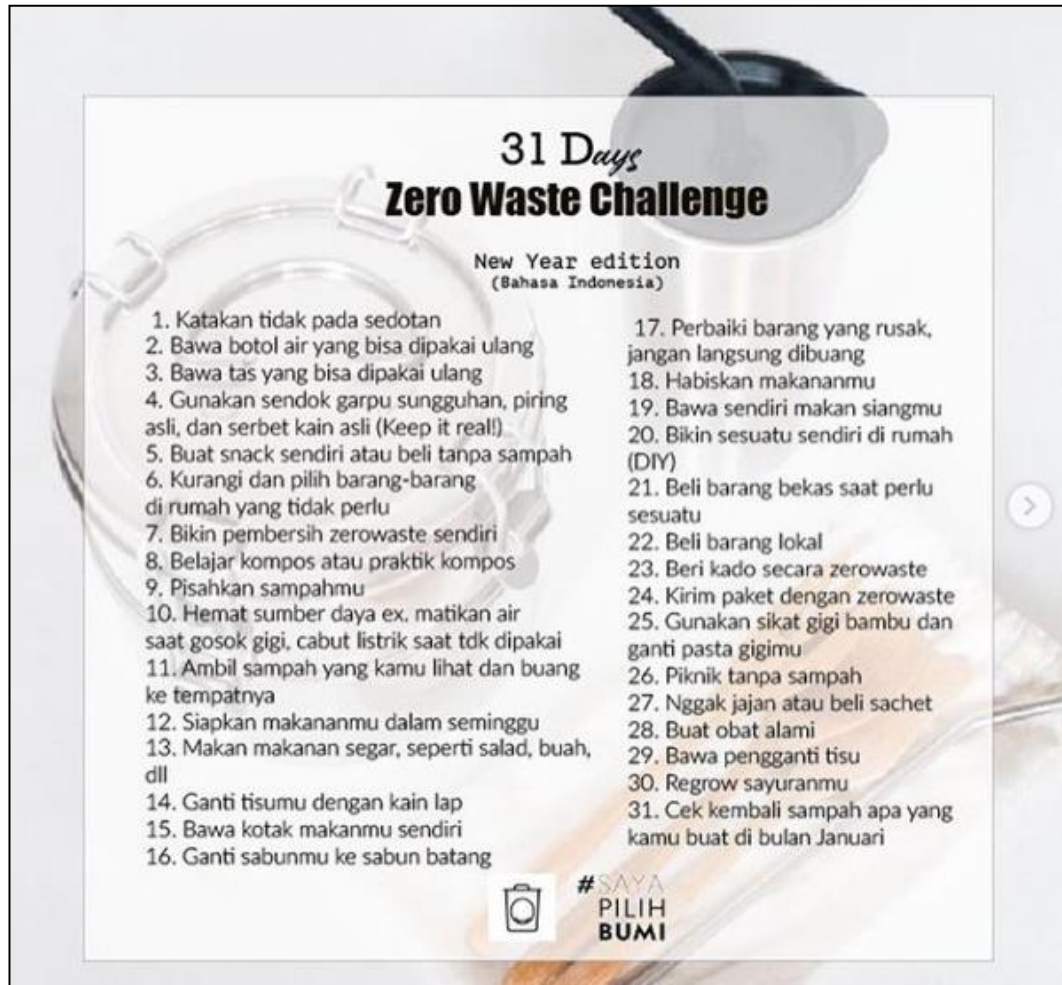 31 Days
Zero Waste Challenge
New Year edition
(Bahasa Indonesia)
1. Katakan tidak pada sedotan
2. Bawa botol air yang bisa dipakai ulang
3. Bawa tas yang bisa dipakai ulang
4. Gunakan sendok garpu sungguhan, piring
asli, dan serbet kain asli (Keep it real!)
5. Buat snack sendiri atau beli tanpa sampah
6. Kurangi dan pilih barang-barang
di rumah yang tidak perlu
7. Bikin pembersih zerowaste sendiri
8. Belajar kompos atau praktik kompos
9. Pisahkan sampahmu
10. Hemat sumber daya ex. matikan air
saat gosok gigi, cabut listrik saat tdk dipakai
11. Ambil sampah yang kamu lihat dan buang
ke tempatnya
12. Siapkan makananmu dalam seminggu
13. Makan makanan segar, seperti salad, buah,
dll
14. Ganti tisumu dengan kain lap
15. Bawa kotak makanmu sendiri
16. Ganti sabunmu ke sabun batang
17. Perbaiki barang yang rusak,
jangan langsung dibuang
18. Habiskan makananmu
19. Bawa sendiri makan siangmu
20. Bikin sesuatu sendiri di rumah
(DIY)
21. Beli barang bekas saat perlu
sesuatu
22. Beli barang lokal
23. Beri kado secara zerowaste
24. Kirim paket dengan zerowaste
25. Gunakan sikat gigi bambu dan
ganti pasta gigimu
26. Piknik tanpa sampah
27. Nggak jajan atau beli sachet
28. Buat obat alami
29. Bawa pengganti tisu
30. Regrow sayuranmu
31. Cek kembali sampah apa yang
kamu buat di bulan Januari
#SAYA
PILIH
BUMI